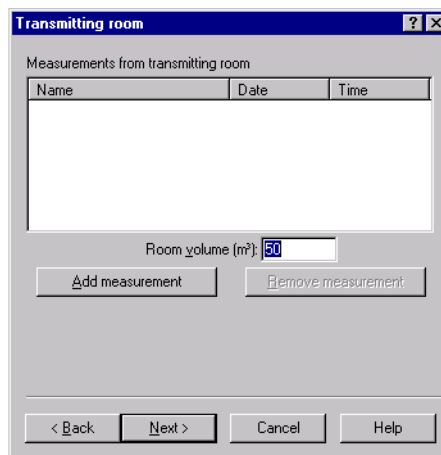 Transmitting room
Measurements from transmitting room
Name Date Time
Room volume (m³): 50
Add measurement Remove measurement
< Back Next > Cancel Help